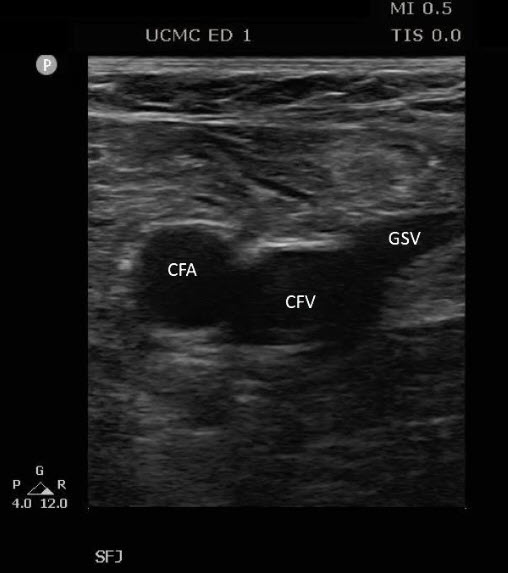 MI 0.5
UCMC ED 1 TIS 0.0
P
GSV
CFA
CFV
G
P R
4.0 12.0
SFJ